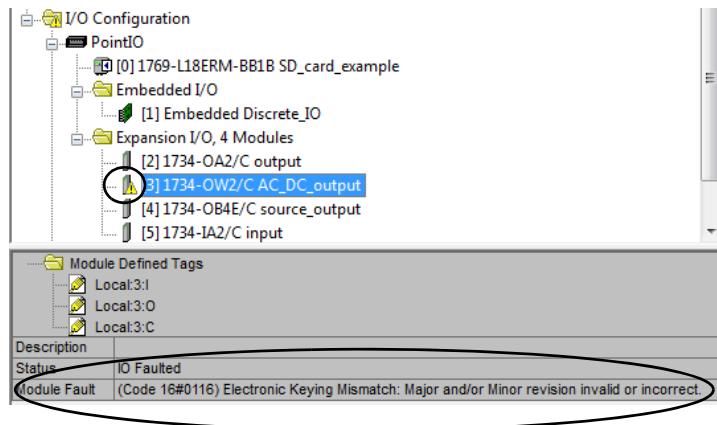 I/O Configuration
PointIO
[0] 1769-L18ERM-BB1B SD_card_example
Embedded I/O
[1] Embedded Discrete_IO
Expansion I/O, 4 Modules
[2] 1734-OA2/C output
[3] 1734-OW2/C AC_DC_output
[4] 1734-OB4E/C source_output
[5] 1734-IA2/C input
Module Defined Tags
Local:3:I
Local:3:O
Local:3:C
Description
Status IO Faulted
Module Fault (Code 16#0116) Electronic Keying Mismatch: Major and/or Minor revision invalid or incorrect.